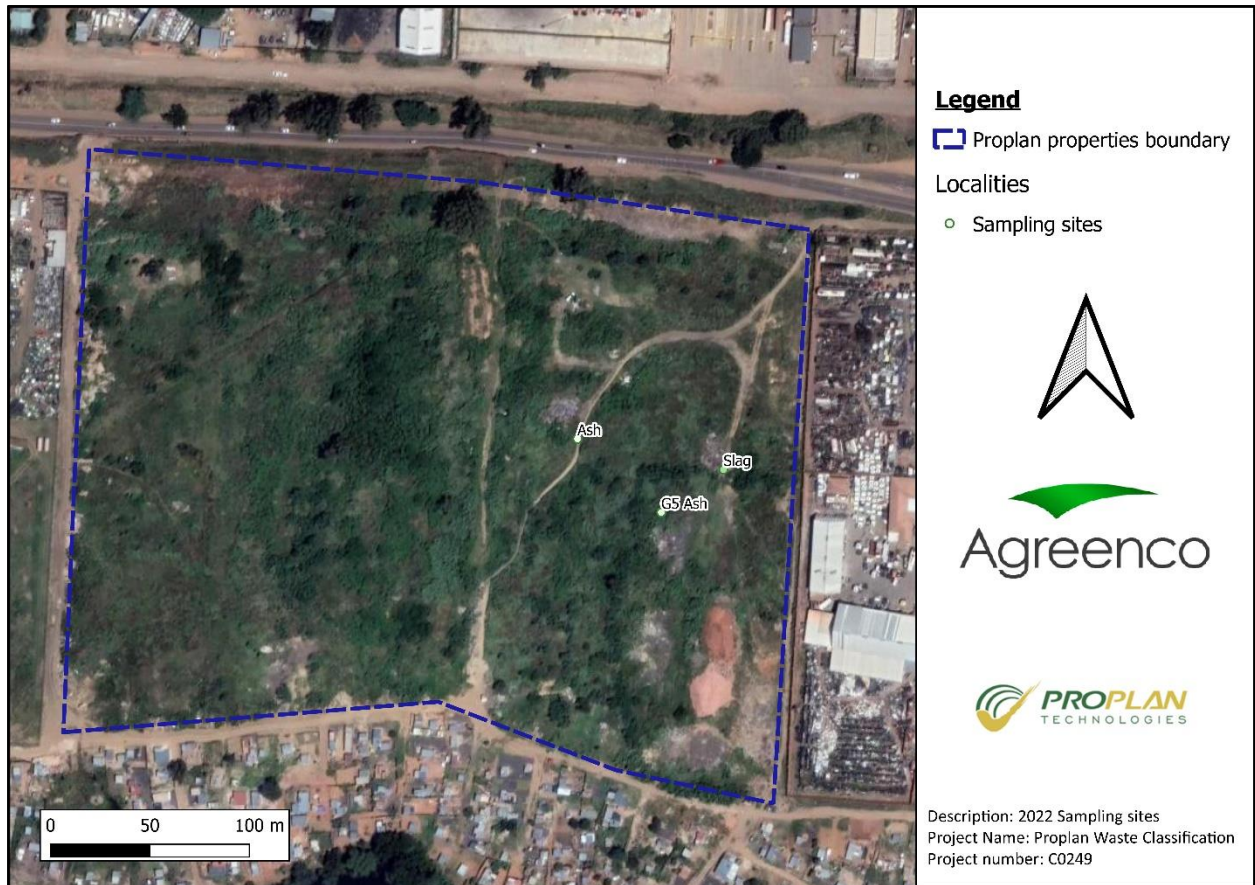 Legend
Proplan properties boundary
Localities
Sampling sites
Ash
Slag
G5 Ash
Agreenco
PROPLAN
TECHNOLOGIES
0 50 100 m
Description: 2022 Sampling sites
Project Name: Proplan Waste Classification
Project number: C0249